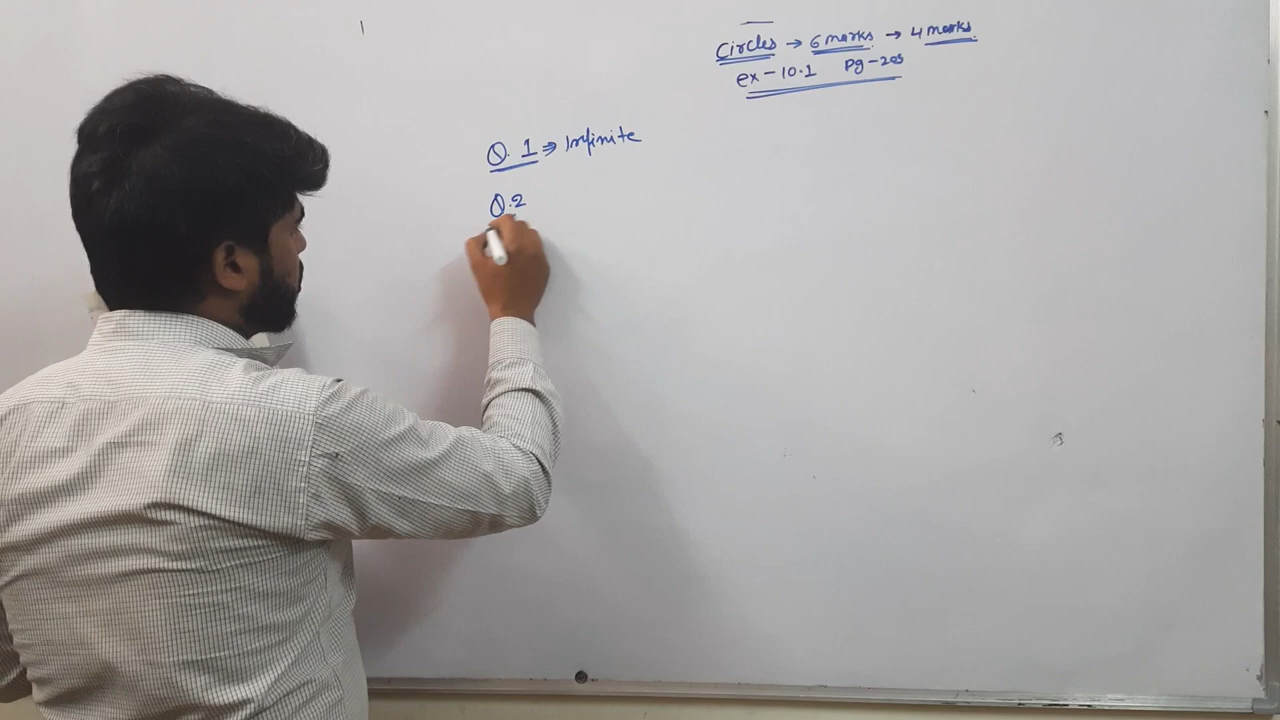 Circles → 6 marks → 4 marks.
ex - 10.1 Pg - 209
Q. 1 ⇒ Infinite
Q.2